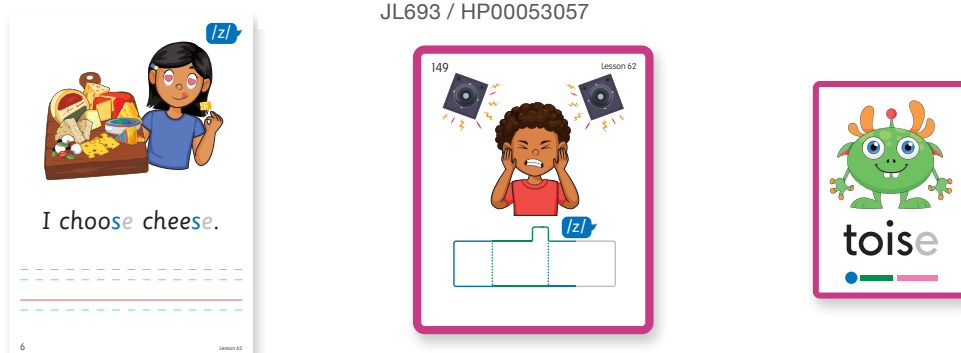 JL693 / HP00053057
/z/
I choose cheese.
6
Lesson 62
149
Lesson 62
/z/
toise